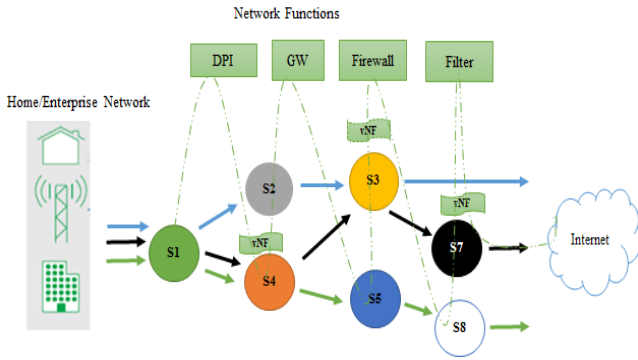 Network Functions
DPI
GW
Firewall
Filter
Home/Enterprise Network
vNF
S2
S3
vNF
S1
vNF
S4
S7
Internet
S5
S8